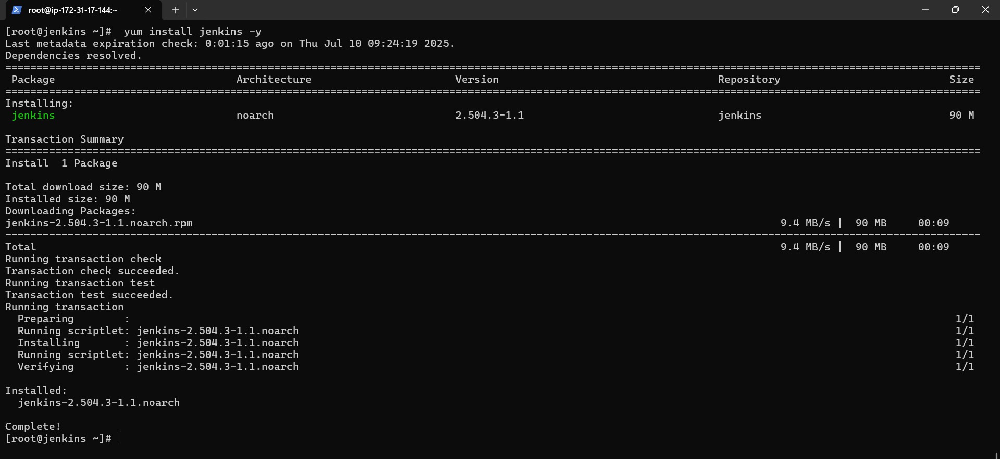 root@ip-172-31-17-144:~
[root@jenkins ~]#  yum install jenkins -y
Last metadata expiration check: 0:01:15 ago on Thu Jul 10 09:24:19 2025.
Dependencies resolved.
============================================================================================================================================================
 Package                             Architecture                       Version                                   Repository                           Size
============================================================================================================================================================
Installing:
 jenkins                             noarch                             2.504.3-1.1                               jenkins                              90 M

Transaction Summary
============================================================================================================================================================
Install  1 Package

Total download size: 90 M
Installed size: 90 M
Downloading Packages:
jenkins-2.504.3-1.1.noarch.rpm                                                                                              9.4 MB/s |  90 MB     00:09
------------------------------------------------------------------------------------------------------------------------------------------------------------
Total                                                                                                                       9.4 MB/s |  90 MB     00:09
Running transaction check
Transaction check succeeded.
Running transaction test
Transaction test succeeded.
Running transaction
  Preparing        :                                                                                                                                    1/1
  Running scriptlet: jenkins-2.504.3-1.1.noarch                                                                                                         1/1
  Installing       : jenkins-2.504.3-1.1.noarch                                                                                                         1/1
  Running scriptlet: jenkins-2.504.3-1.1.noarch                                                                                                         1/1
  Verifying        : jenkins-2.504.3-1.1.noarch                                                                                                         1/1

Installed:
  jenkins-2.504.3-1.1.noarch

Complete!
[root@jenkins ~]#